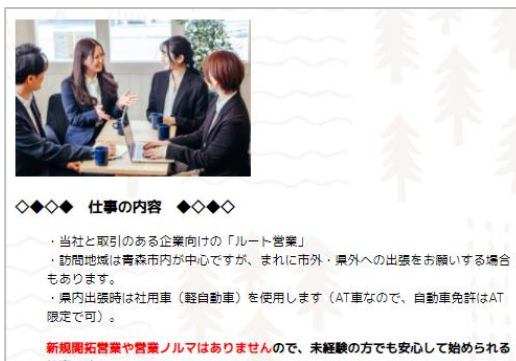 ◇◆◇◆ 仕事の内容 ◆◇◆◇
・当社と取引のある企業向けの「ルート営業」
・訪問地域は青森市内が中心ですが、まれに市外・県外への出張をお願いする場合
もあります。
・県内出張時は社用車（軽自動車）を使用します（AT車なので、自動車免許はAT
限定で可）。
新規開拓営業や営業ノルマはありませんので、未経験の方でも安心して始められる